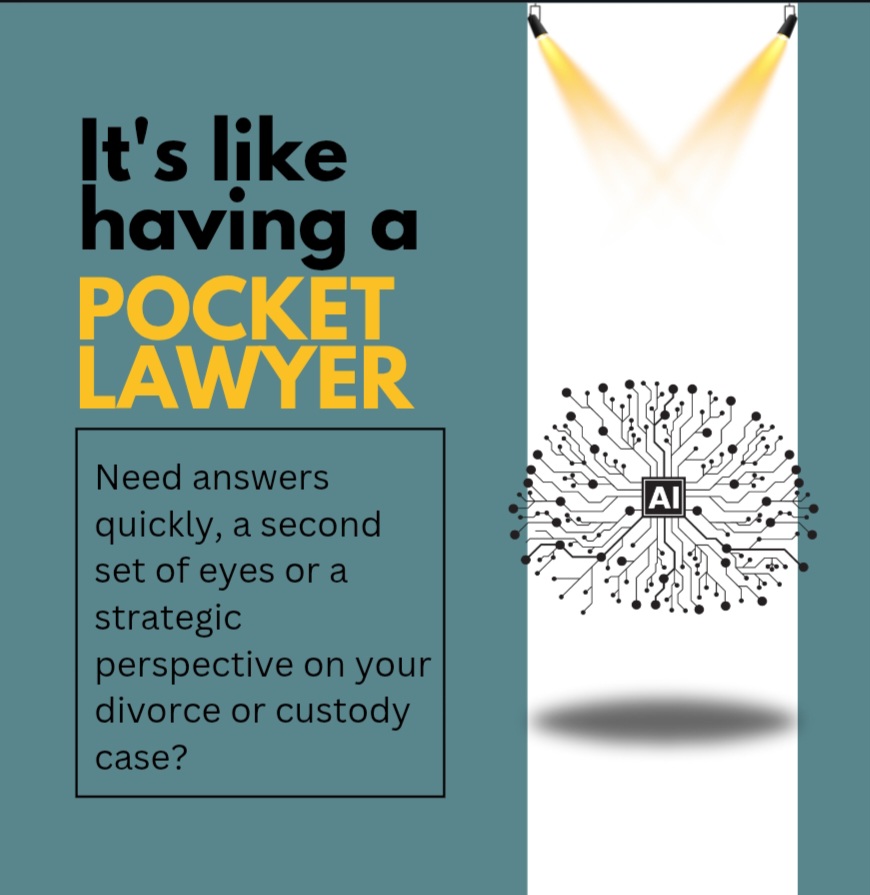 It's like
having a
POCKET
LAWYER
Need answers
quickly, a second
set of eyes or a
strategic
perspective on your
divorce or custody
case?
AI